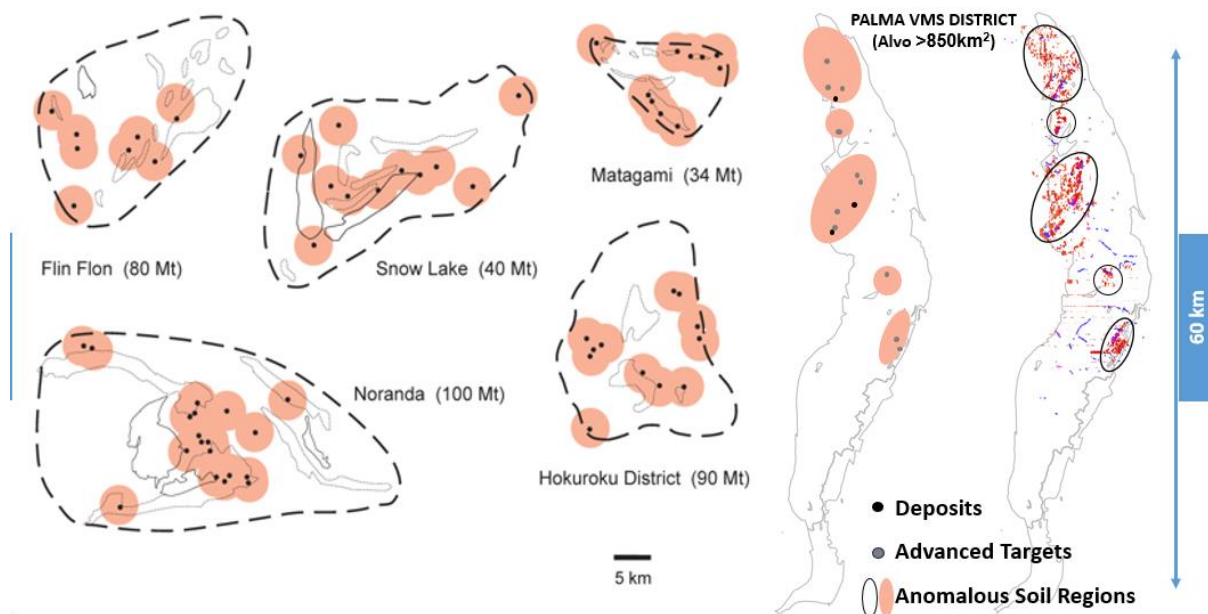 PALMA VMS DISTRICT
(Alvo >850km²)
Matagami (34 Mt)
Flin Flon (80 Mt)
Snow Lake (40 Mt)
Noranda (100 Mt)
Hokuroku District (90 Mt)
5 km
Deposits
Advanced Targets
Anomalous Soil Regions
60 km